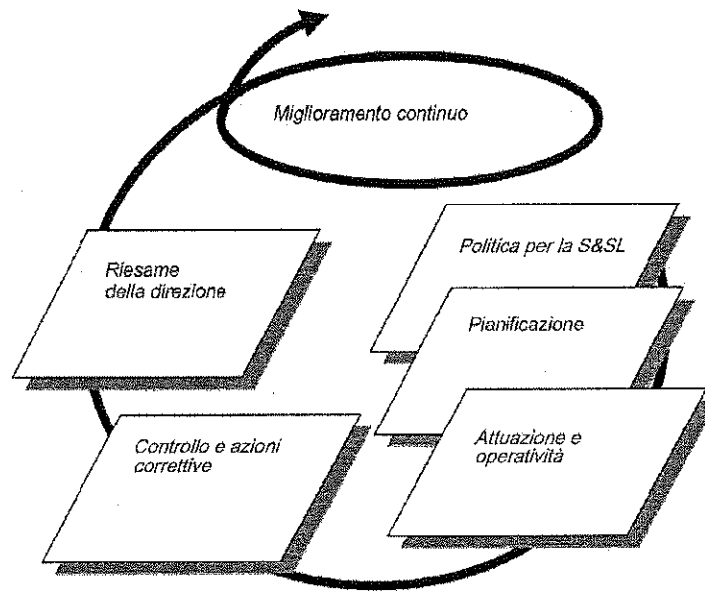 Miglioramento continuo
Politica per la S&SL
Pianificazione
Attuazione e
operatività
Controllo e azioni
correttive
Riesame
della direzione